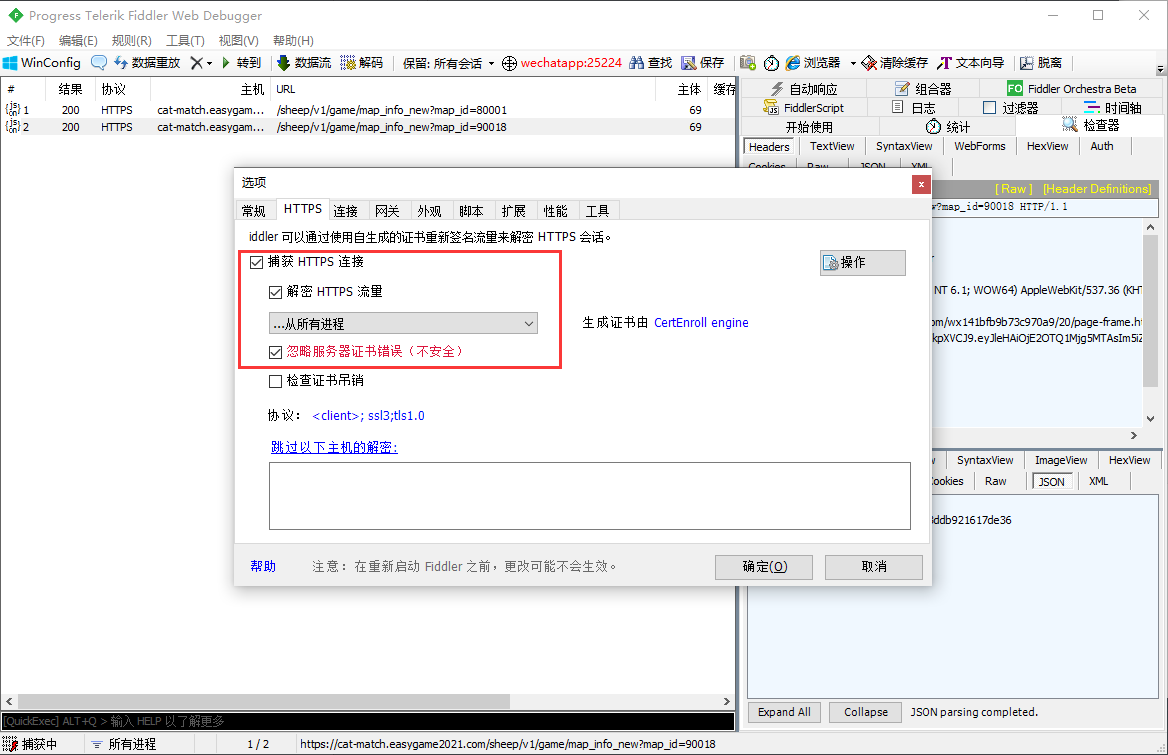 Progress Telerik Fiddler Web Debugger
文件(F) 编辑(E) 规则(R) 工具(T) 视图(V) 帮助(H)
WinConfig 数据重放 转到 数据流 解码 保留: 所有会话 wechatapp:25224 查找 保存 浏览器 清除缓存 文本向导 脱离
# 结果 协议 主机 URL 主体 缓存
1 200 HTTPS cat-match.easygam... /sheep/v1/game/map_info_new?map_id=80001 69
2 200 HTTPS cat-match.easygam... /sheep/v1/game/map_info_new?map_id=90018 69
自动响应 组合器 FO Fiddler Orchestra Beta
FiddlerScript 日志 过滤器 时间轴
开始使用 统计 检查器
Headers TextView SyntaxView WebForms HexView Auth
Cookies Raw JSON XML
[ Raw ] [Header Definitions]
?map_id=90018 HTTP/1.1
NT 6.1; WOW64) AppleWebKit/537.36 (KHT
om/wx141bfb9b73c970a9/20/page-frame.h
kpXVCJ9.eyJleHAiOjE2OTQ1Mjg5MTAsIm5iZ
选项
常规 HTTPS 连接 网关 外观 脚本 扩展 性能 工具
iddler 可以通过使用自生成的证书重新签名流量来解密 HTTPS 会话。
捕获 HTTPS 连接
操作
解密 HTTPS 流量
...从所有进程
生成证书由 CertEnroll engine
忽略服务器证书错误（不安全）
检查证书吊销
协议： <client>; ssl3;tls1.0
跳过以下主机的解密:
帮助 注意：在重新启动 Fiddler 之前，更改可能不会生效。 确定(O) 取消
SyntaxView ImageView HexView
ookies Raw JSON XML
ddb921617de36
Expand All Collapse JSON parsing completed.
[QuickExec] ALT+Q > 输入 HELP 以了解更多
捕获中 所有进程 1 / 2 https://cat-match.easygame2021.com/sheep/v1/game/map_info_new?map_id=90018